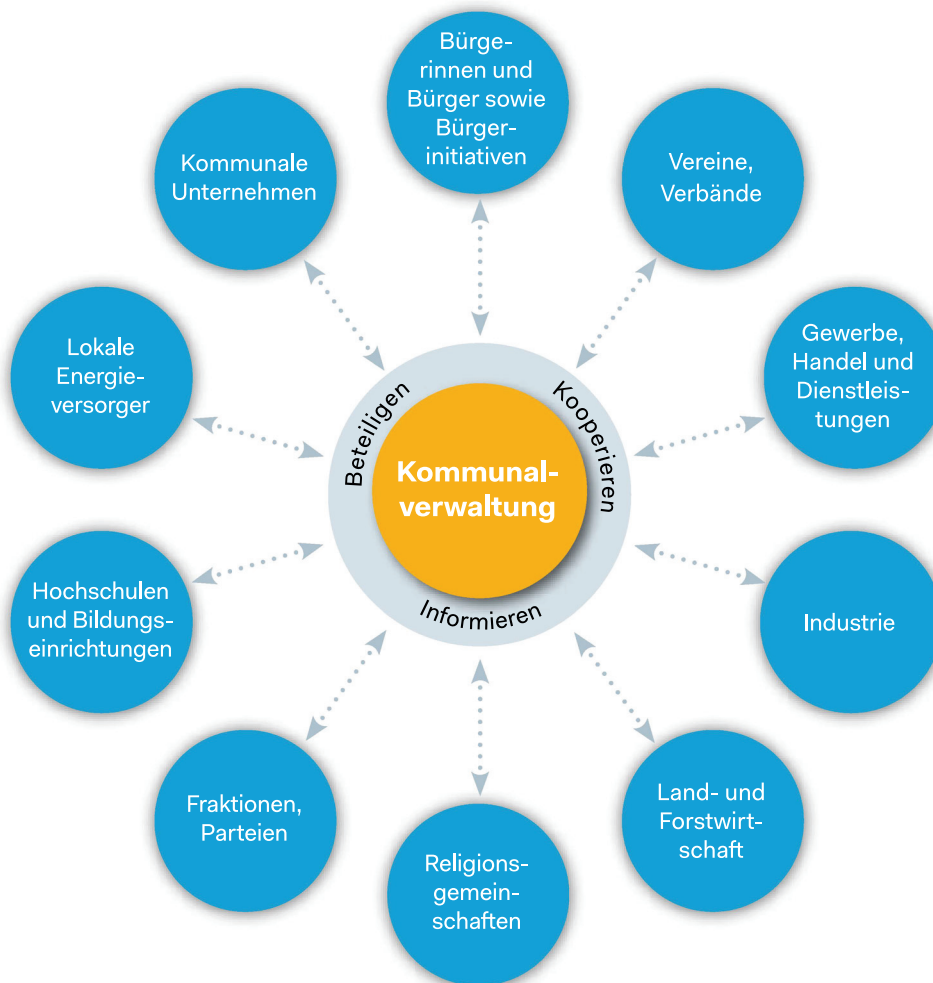 Bürge-
rinnen und
Bürger sowie
Bürger-
initiativen
Vereine,
Verbände
Gewerbe,
Handel und
Dienstleis-
tungen
Industrie
Land- und
Forstwirt-
schaft
Religions-
gemein-
schaften
Fraktionen,
Parteien
Hochschulen
und Bildungs-
einrichtungen
Lokale
Energie-
versorger
Kommunale
Unternehmen
Beteiligen
Kooperieren
Informieren
Kommunal-
verwaltung